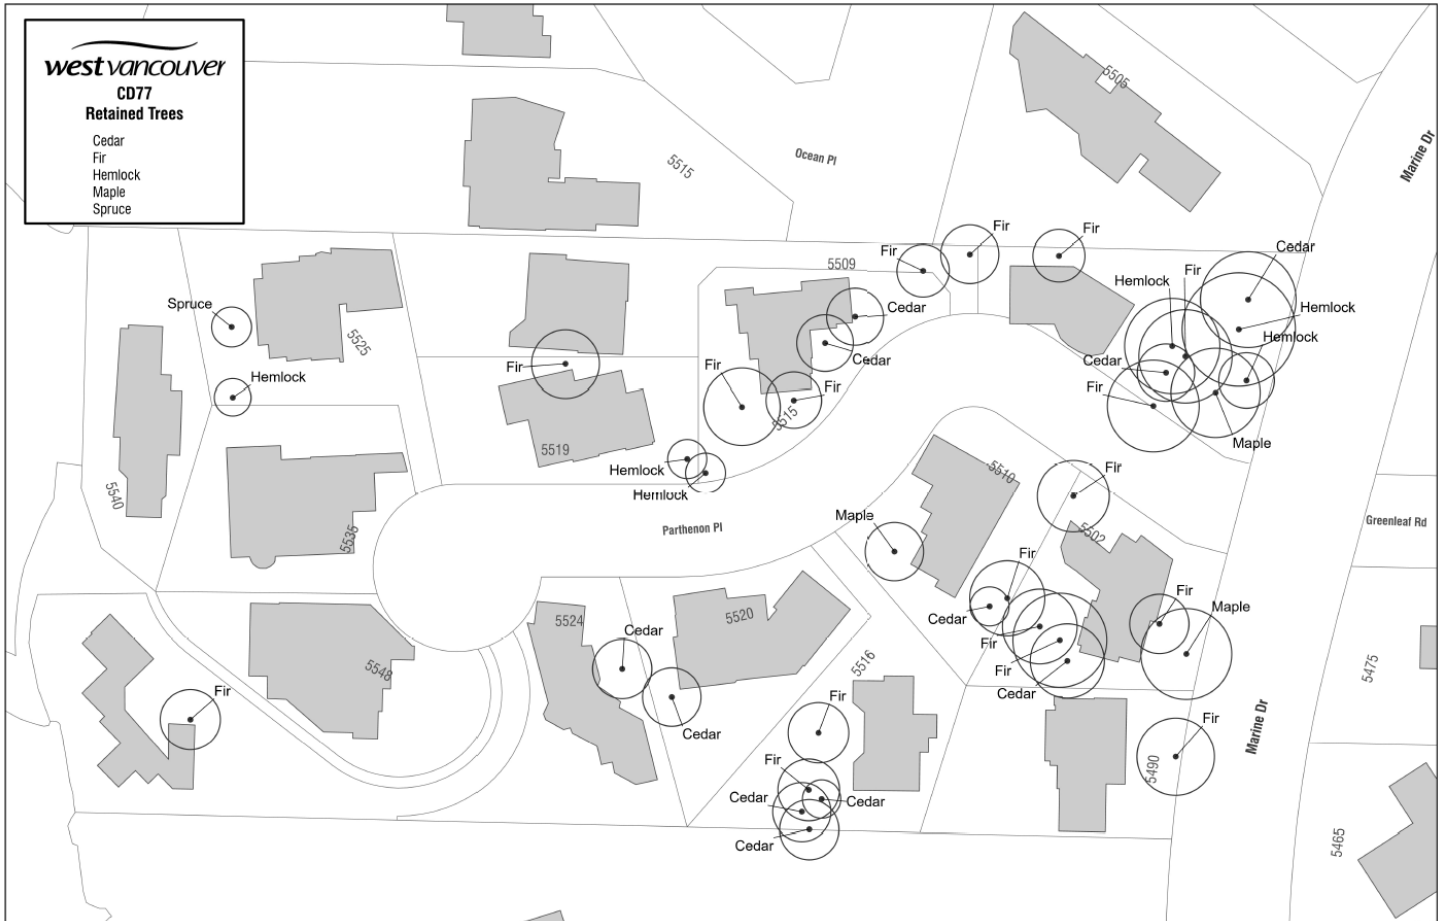 west vancouver
CD77
Retained Trees
Cedar
Fir
Hemlock
Maple
Spruce
5505
Marine Dr
Ocean Pl
5515
Fir
Fir
Fir
Cedar
5509
Fir
Hemlock
Spruce
Cedar
Hemlock
5525
Hemlock
Cedar
Cedar
Fir
Fir
Hemlock
Fir
Fir
5515
Maple
5519
Hemlock
Hemlock
5510
Fir
5540
Maple
Parthenon Pl
5502
Greenleaf Rd
5535
Fir
Fir
Maple
Cedar
5524
5520
Cedar
Fir
5516
Fir
5475
5548
Fir
Cedar
Fir
Cedar
Fir
Marine Dr
Fir
5490
Cedar
Cedar
Cedar
5465